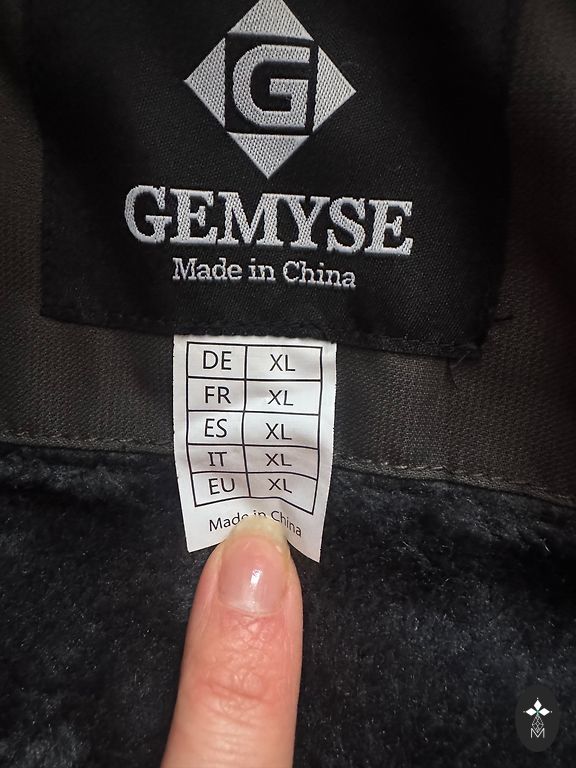 G
GEMYSE
Made in China
DE XL
FR XL
ES XL
IT XL
EU XL
Made in China
M